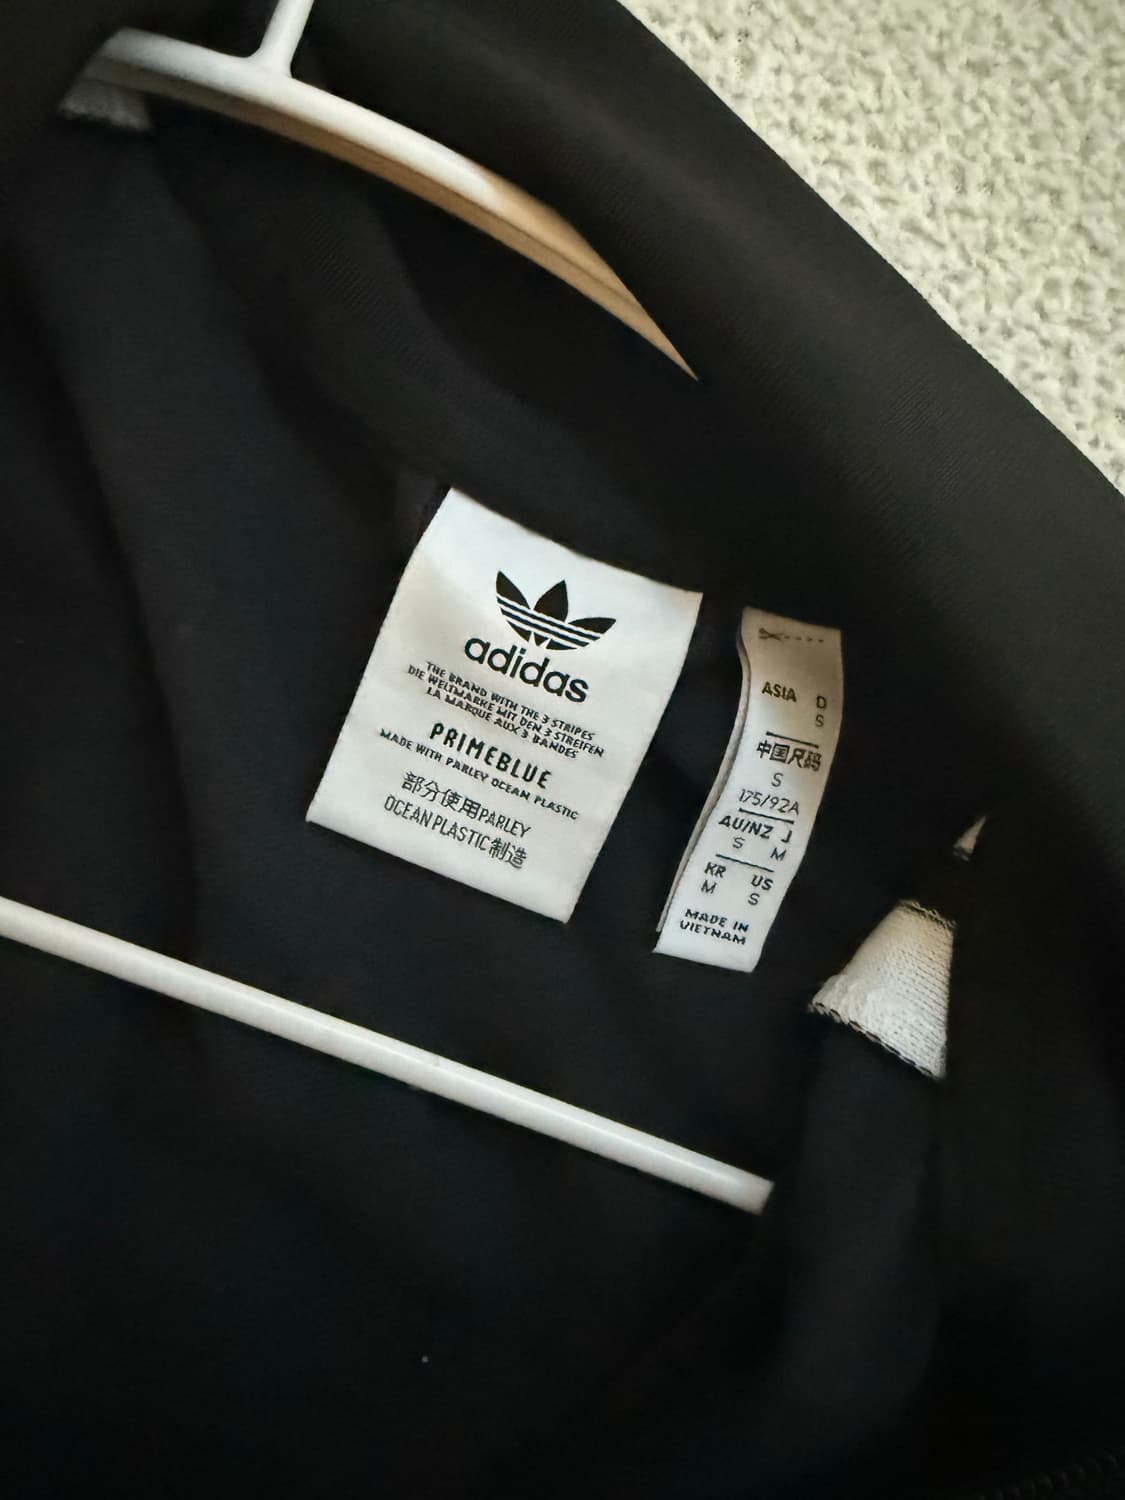 adidas
THE BRAND WITH THE 3 STRIPES
DIE WELTMARKE MIT DEN 3 STREIFEN
LA MARQUE AUX 3 BANDES
PRIMEBLUE
MADE WITH PARLEY OCEAN PLASTIC
部分使用PARLEY
OCEAN PLASTIC制造
ASIA D
S
中国尺码
S
175/92A
AU/NZ J
S M
KR US
M S
MADE IN
VIETNAM